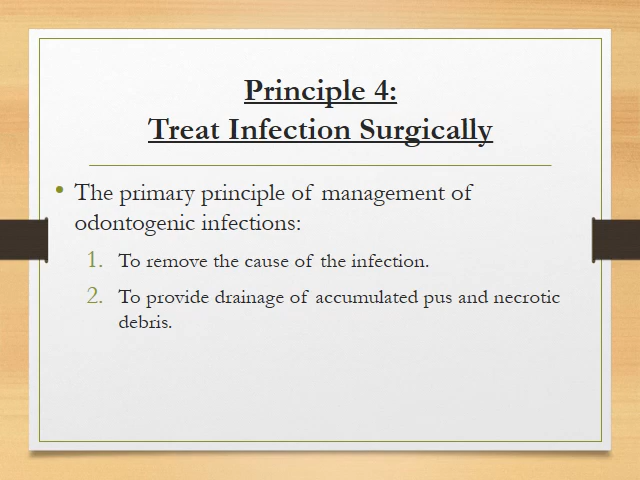 Principle 4:
Treat Infection Surgically
• The primary principle of management of
odontogenic infections:
1. To remove the cause of the infection.
2. To provide drainage of accumulated pus and necrotic
debris.